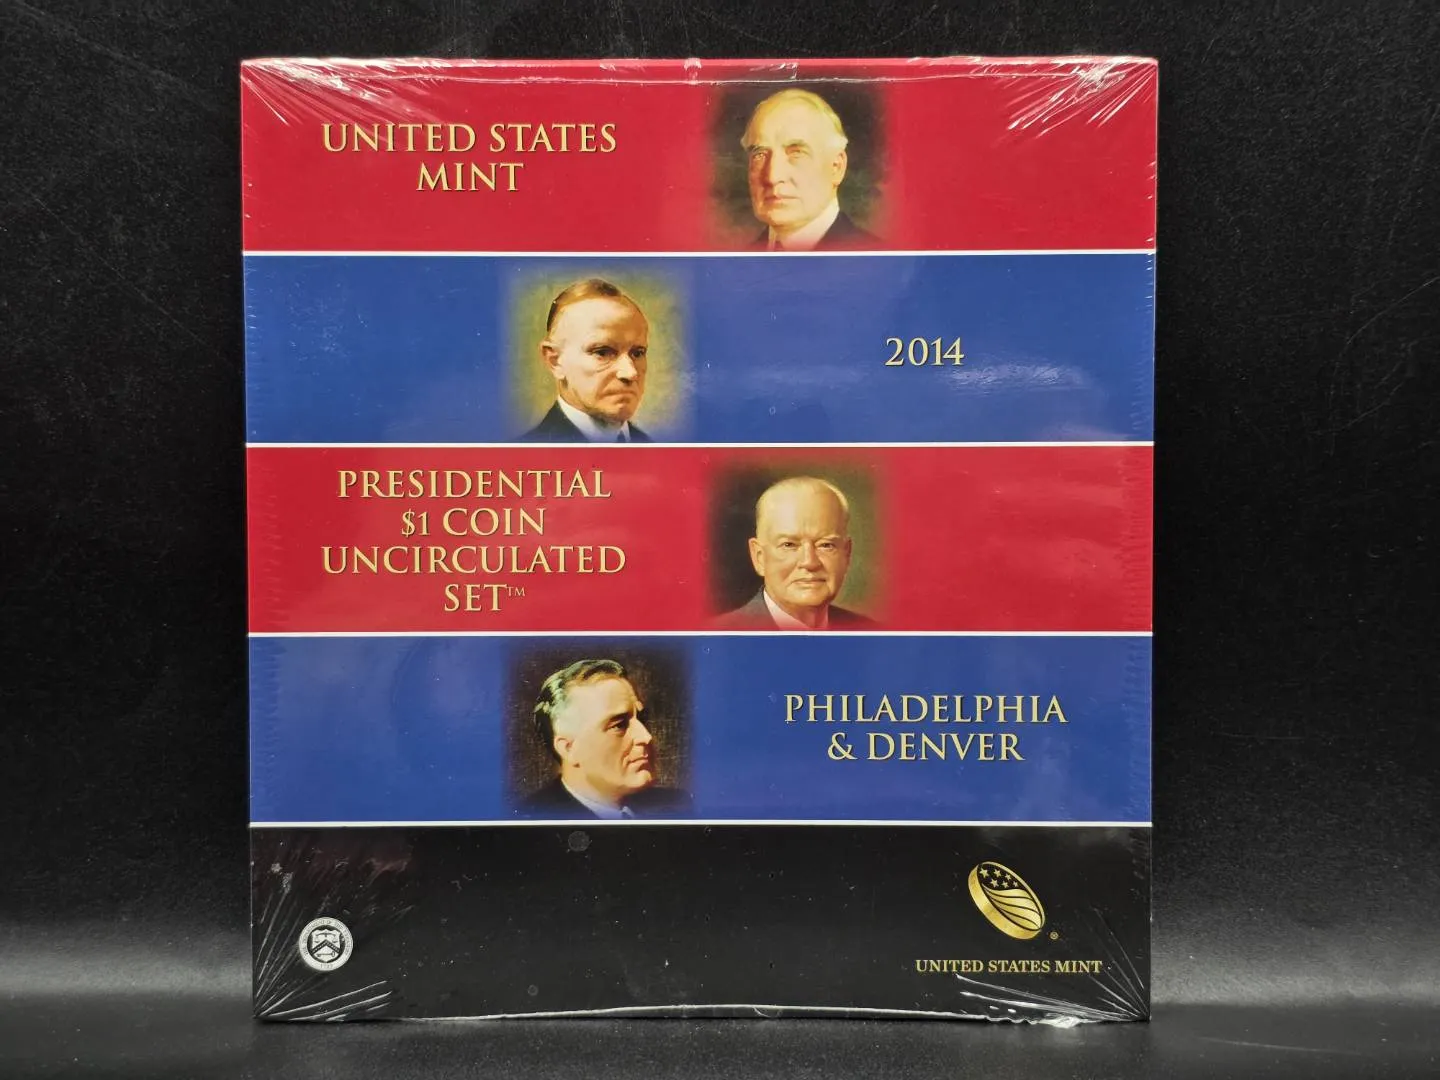 UNITED STATES
MINT
2014
PRESIDENTIAL
$1 COIN
UNCIRCULATED
SET™
PHILADELPHIA
& DENVER
UNITED STATES MINT